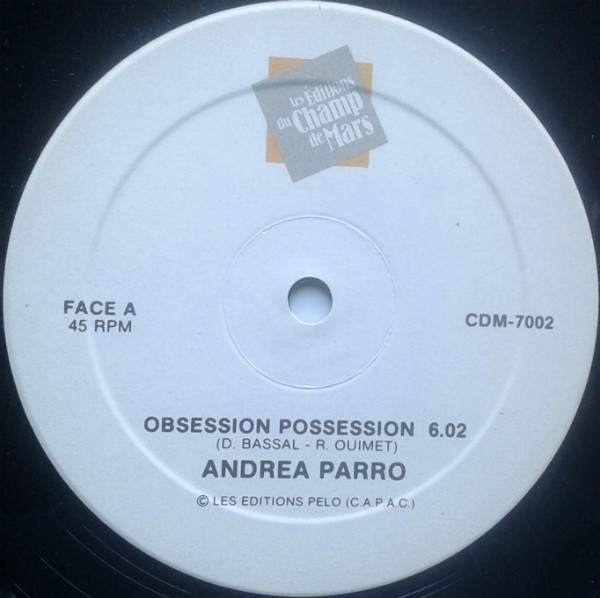 Les Éditions
du Champ
de Mars
FACE A
45 RPM
CDM-7002
OBSESSION POSSESSION 6.02
(D. BASSAL - R. OUIMET)
ANDREA PARRO
© LES EDITIONS PELO (C.A.P.A.C.)